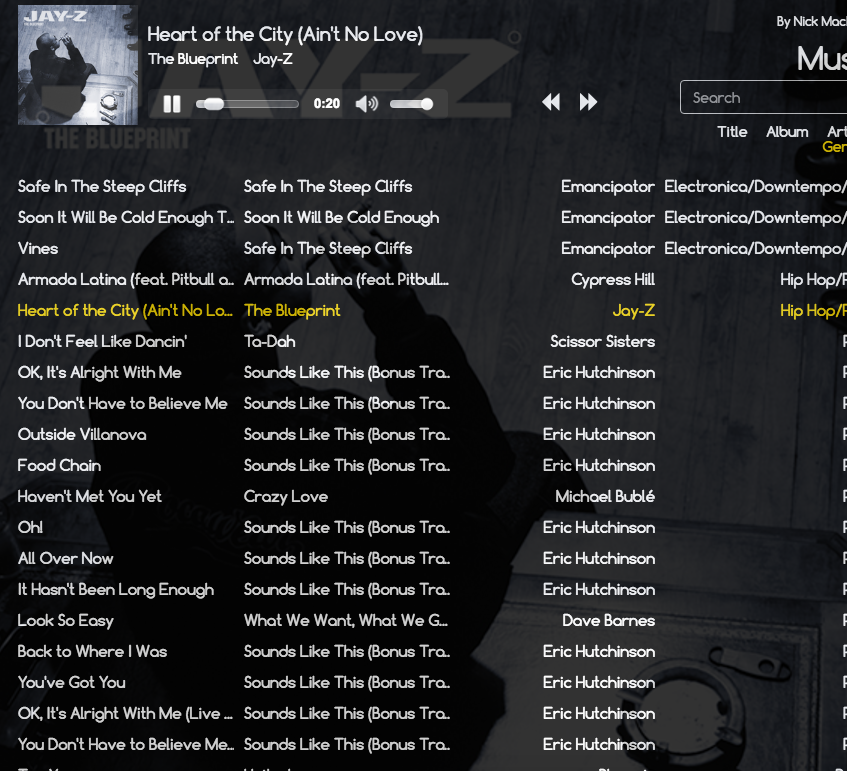 JAY-Z
THE BLUEPRINT
Heart of the City (Ain't No Love)
The Blueprint Jay-Z
0:20
By Nick
Search
Title Album
JAY-Z
THE BLUEPRINT
Safe In The Steep Cliffs Safe In The Steep Cliffs Emancipator Electronica/Downtempo/
Soon It Will Be Cold Enough T... Soon It Will Be Cold Enough Emancipator Electronica/Downtempo/
Vines Safe In The Steep Cliffs Emancipator Electronica/Downtempo/
Armada Latina (feat. Pitbull a... Armada Latina (feat. Pitbull... Cypress Hill Hip Hop/
Heart of the City (Ain't No Lo... The Blueprint Jay-Z Hip Hop/
I Don't Feel Like Dancin' Ta-Dah Scissor Sisters
OK, It's Alright With Me Sounds Like This (Bonus Tra... Eric Hutchinson
You Don't Have to Believe Me Sounds Like This (Bonus Tra... Eric Hutchinson
Outside Villanova Sounds Like This (Bonus Tra... Eric Hutchinson
Food Chain Sounds Like This (Bonus Tra... Eric Hutchinson
Haven't Met You Yet Crazy Love Michael Bublé
Oh! Sounds Like This (Bonus Tra... Eric Hutchinson
All Over Now Sounds Like This (Bonus Tra... Eric Hutchinson
It Hasn't Been Long Enough Sounds Like This (Bonus Tra... Eric Hutchinson
Look So Easy What We Want, What We G... Dave Barnes
Back to Where I Was Sounds Like This (Bonus Tra... Eric Hutchinson
You've Got You Sounds Like This (Bonus Tra... Eric Hutchinson
OK, It's Alright With Me (Live ... Sounds Like This (Bonus Tra... Eric Hutchinson
You Don't Have to Believe Me... Sounds Like This (Bonus Tra... Eric Hutchinson